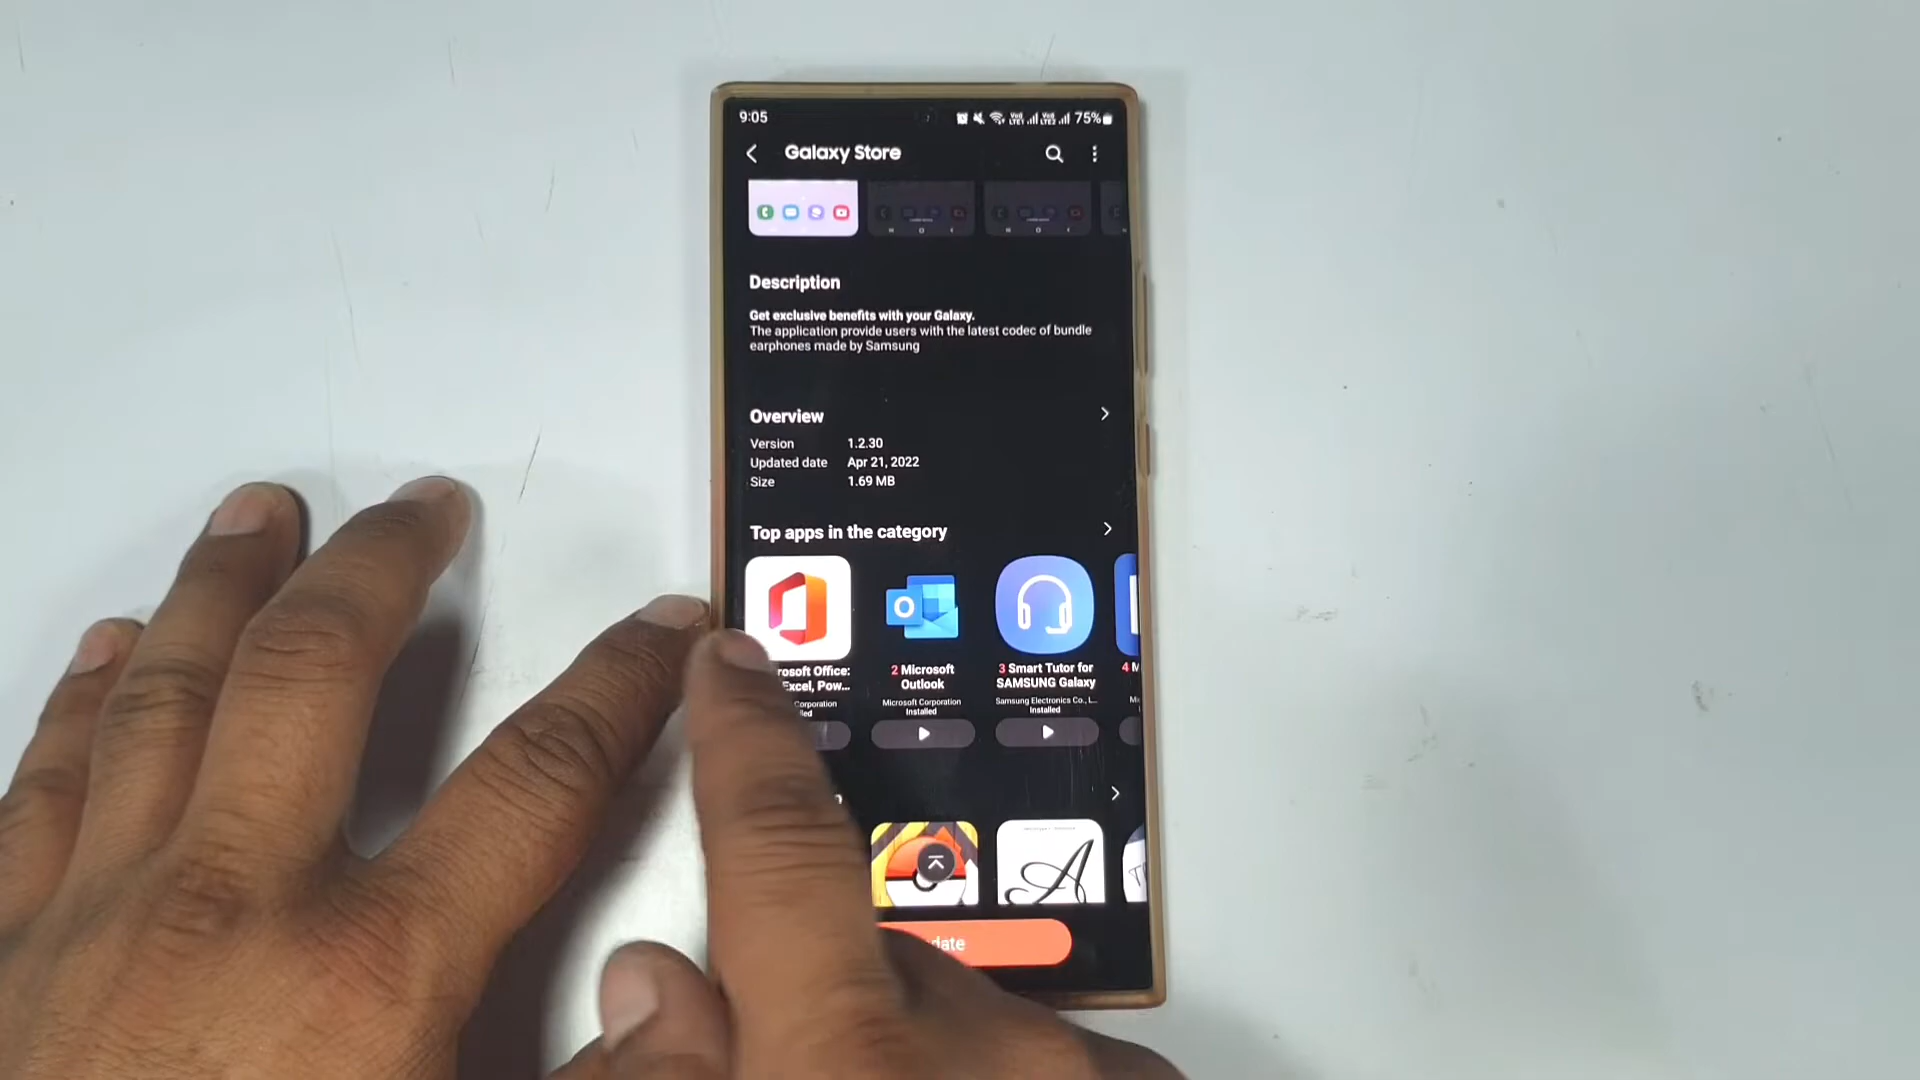 9:05
75%
Galaxy Store
Description
Get exclusive benefits with your Galaxy.
The application provide users with the latest codec of bundle
earphones made by Samsung
Overview
Version 1.2.30
Updated date Apr 21, 2022
Size 1.69 MB
Top apps in the category
rosoft Office:
Excel, Pow...
Corporation
2 Microsoft
Outlook
Microsoft Corporation
Installed
3 Smart Tutor for
SAMSUNG Galaxy
Samsung Electronics Co., L...
Installed
4 M
date